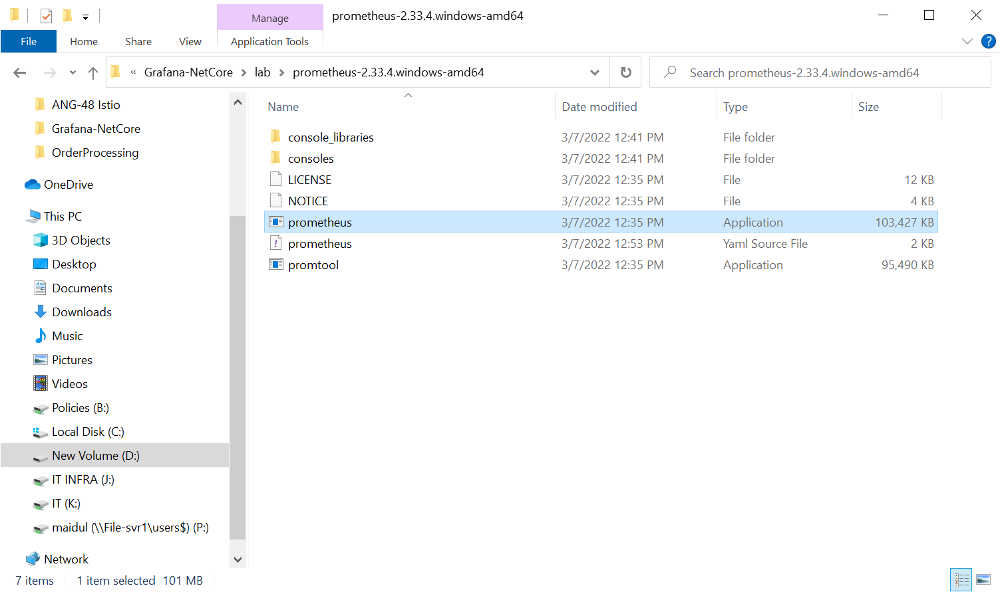 Manage
prometheus-2.33.4.windows-amd64
File Home Share View Application Tools
?
« Grafana-NetCore > lab > prometheus-2.33.4.windows-amd64
Search prometheus-2.33.4.windows-amd64
ANG-48 Istio
Grafana-NetCore
OrderProcessing
OneDrive
This PC
3D Objects
Desktop
Documents
Downloads
Music
Pictures
Videos
Policies (B:)
Local Disk (C:)
New Volume (D:)
IT INFRA (J:)
IT (K:)
maidul (\\File-svr1\users$) (P:)
Network
Name Date modified Type Size
console_libraries 3/7/2022 12:41 PM File folder
consoles 3/7/2022 12:41 PM File folder
LICENSE 3/7/2022 12:35 PM File 12 KB
NOTICE 3/7/2022 12:35 PM File 4 KB
prometheus 3/7/2022 12:35 PM Application 103,427 KB
prometheus 3/7/2022 12:53 PM Yaml Source File 2 KB
promtool 3/7/2022 12:35 PM Application 95,490 KB
7 items 1 item selected 101 MB